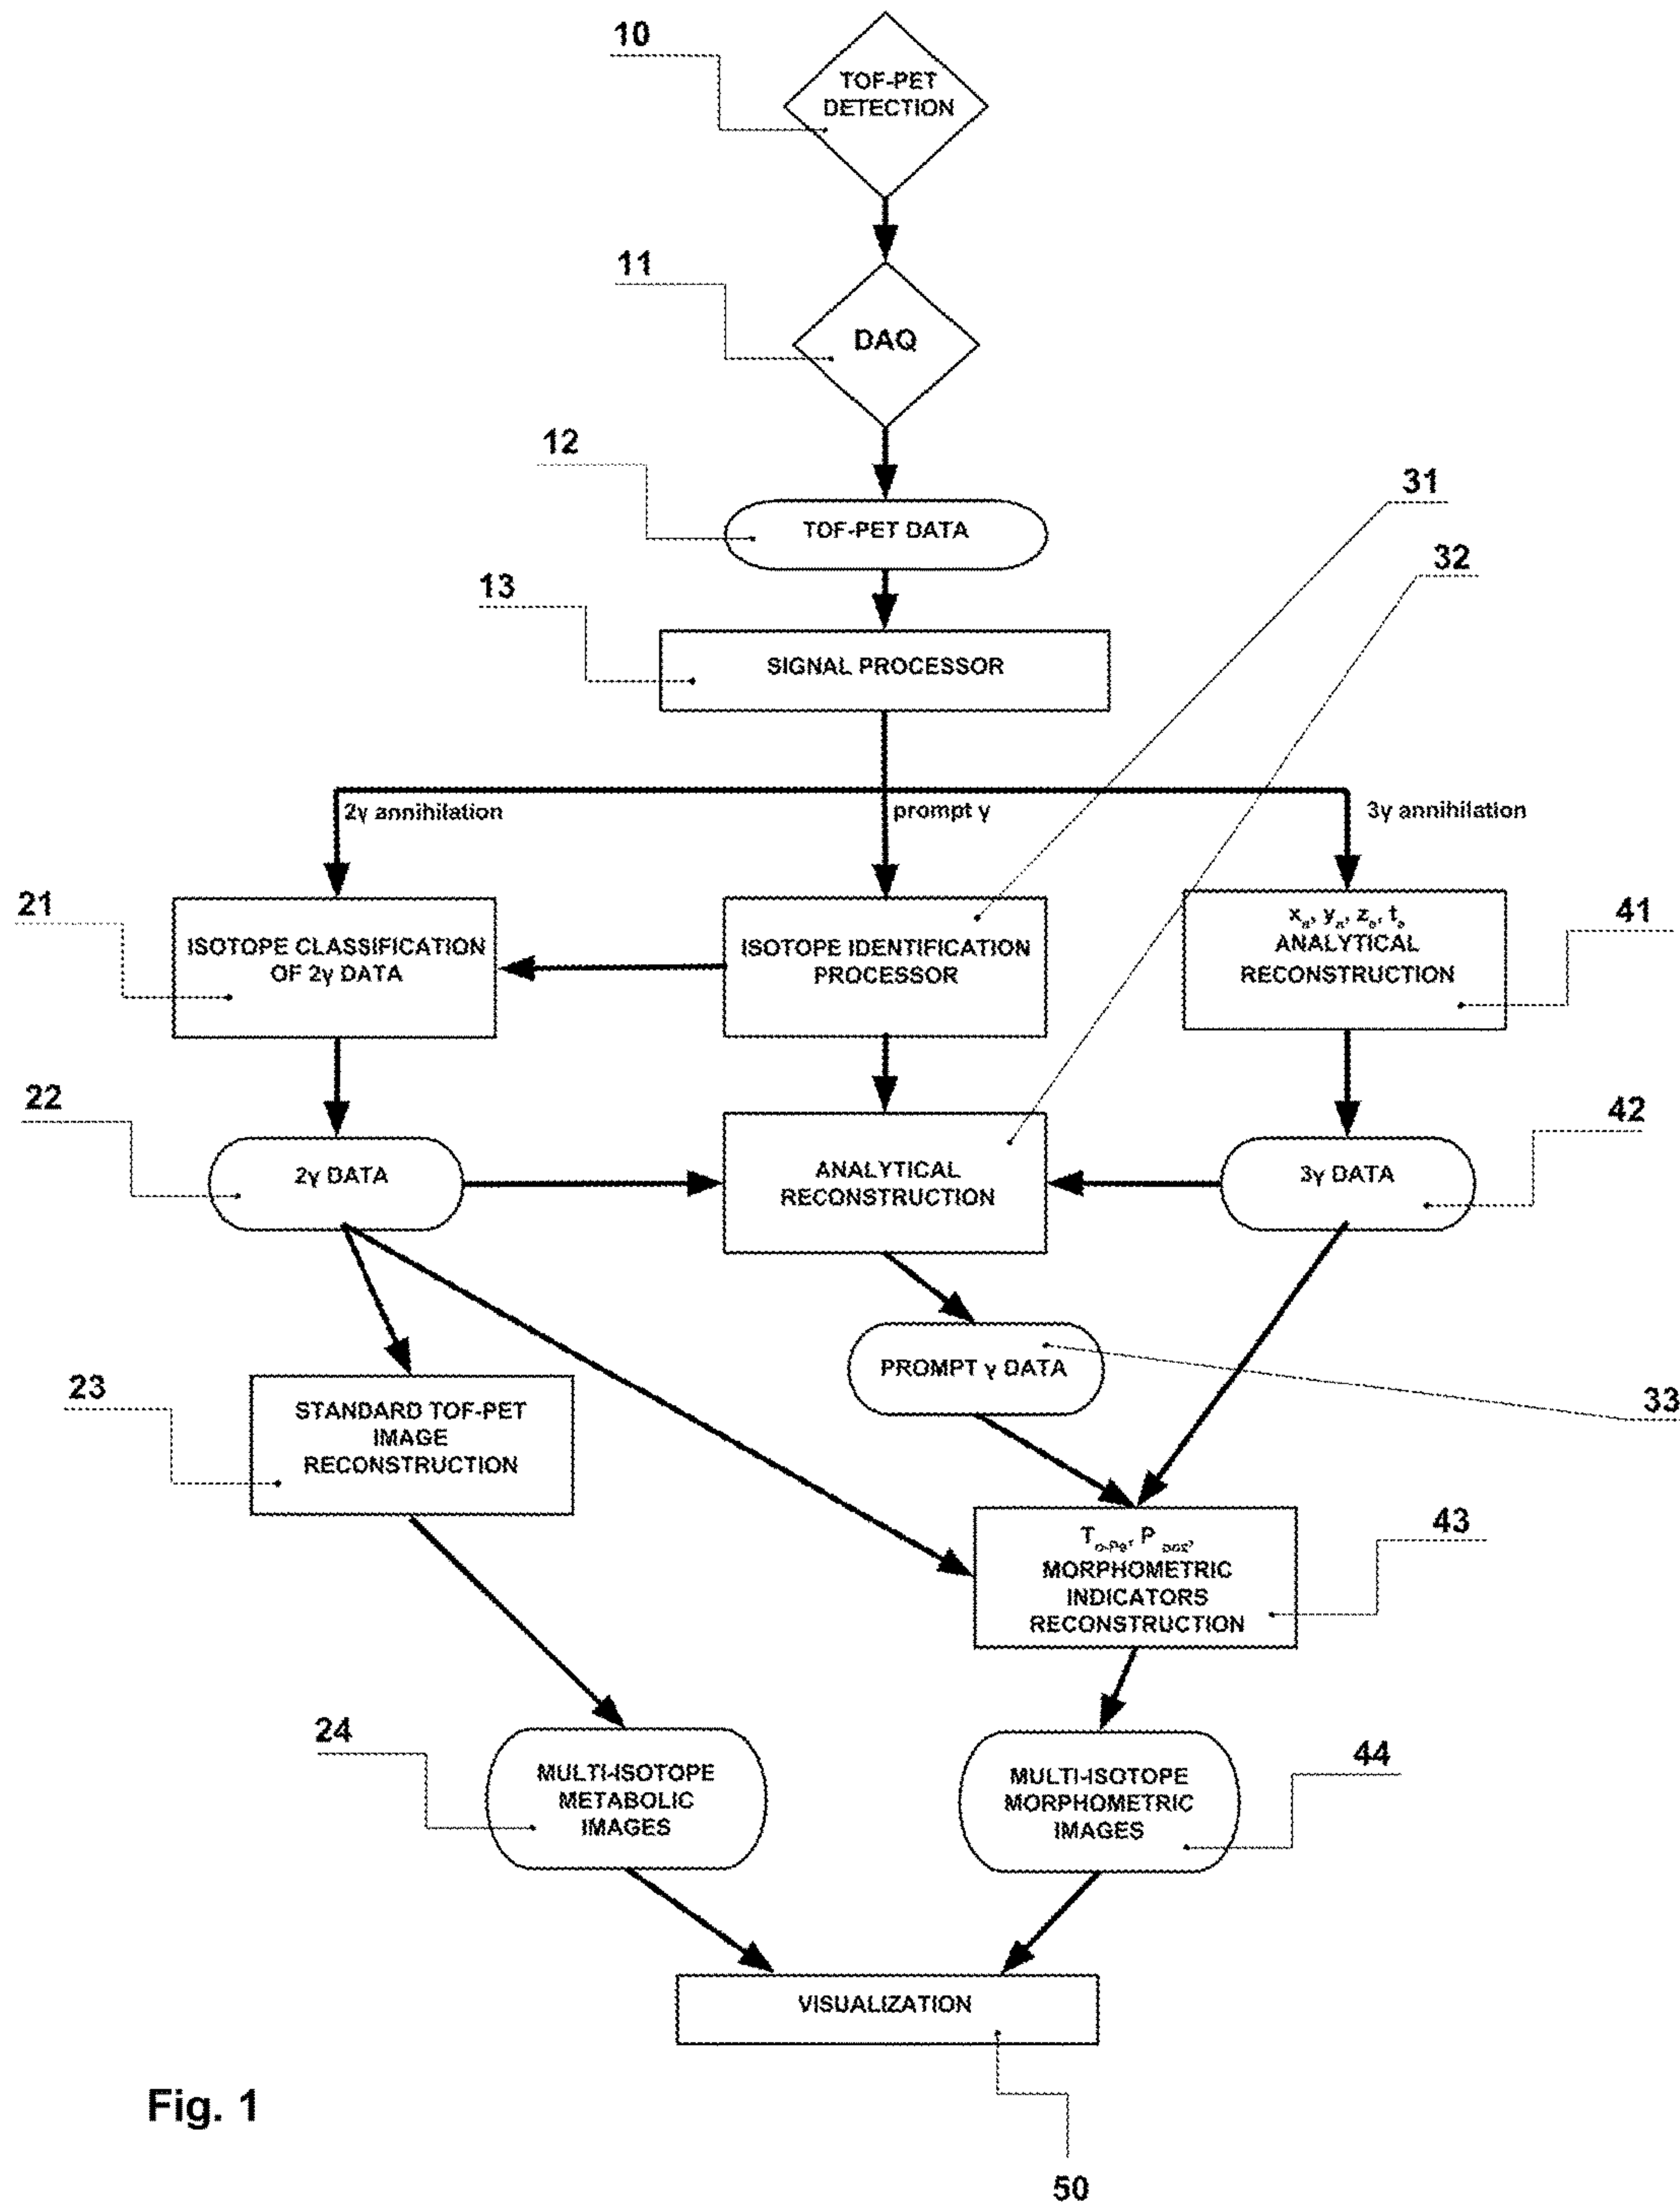 10
TOF-PET
DETECTION
11
DAQ
12
TOF-PET DATA
31
32
13
SIGNAL PROCESSOR
2γ annihilation
prompt γ
3γ annihilation
21
ISOTOPE CLASSIFICATION
OF 2γ DATA
ISOTOPE IDENTIFICATION
PROCESSOR
41
ANALYTICAL
RECONSTRUCTION
22
2γ DATA
ANALYTICAL
RECONSTRUCTION
42
3γ DATA
23
STANDARD TOF-PET
IMAGE
RECONSTRUCTION
PROMPT γ DATA
33
43
MORPHOMETRIC
INDICATORS
RECONSTRUCTION
24
MULTI-ISOTOPE
METABOLIC
IMAGES
44
MULTI-ISOTOPE
MORPHOMETRIC
IMAGES
VISUALIZATION
50
Fig. 1